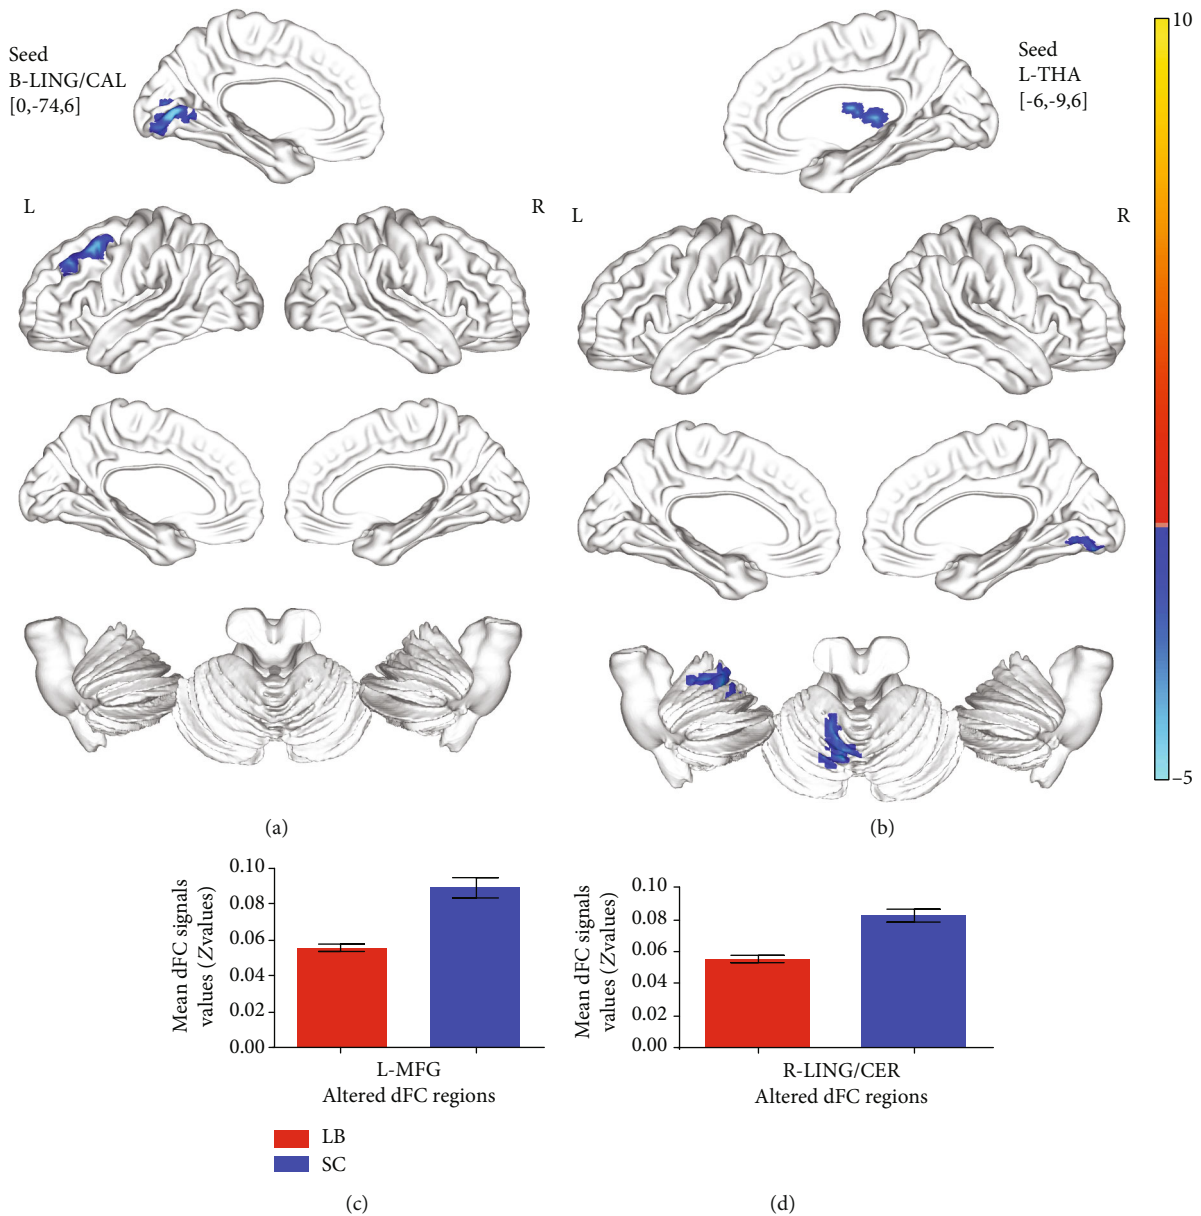 Seed
B-LING/CAL
[0,-74,6]
Seed
L-THA
[-6,-9,6]
10
L
R
L
R
–5
(a)
(b)
Mean dFC signals
values (Zvalues)
0.10
0.08
0.06
0.04
0.02
0.00
L-MFG
Altered dFC regions
LB
SC
(c)
Mean dFC signals
values (Zvalues)
0.10
0.08
0.06
0.04
0.02
0.00
R-LING/CER
Altered dFC regions
(d)